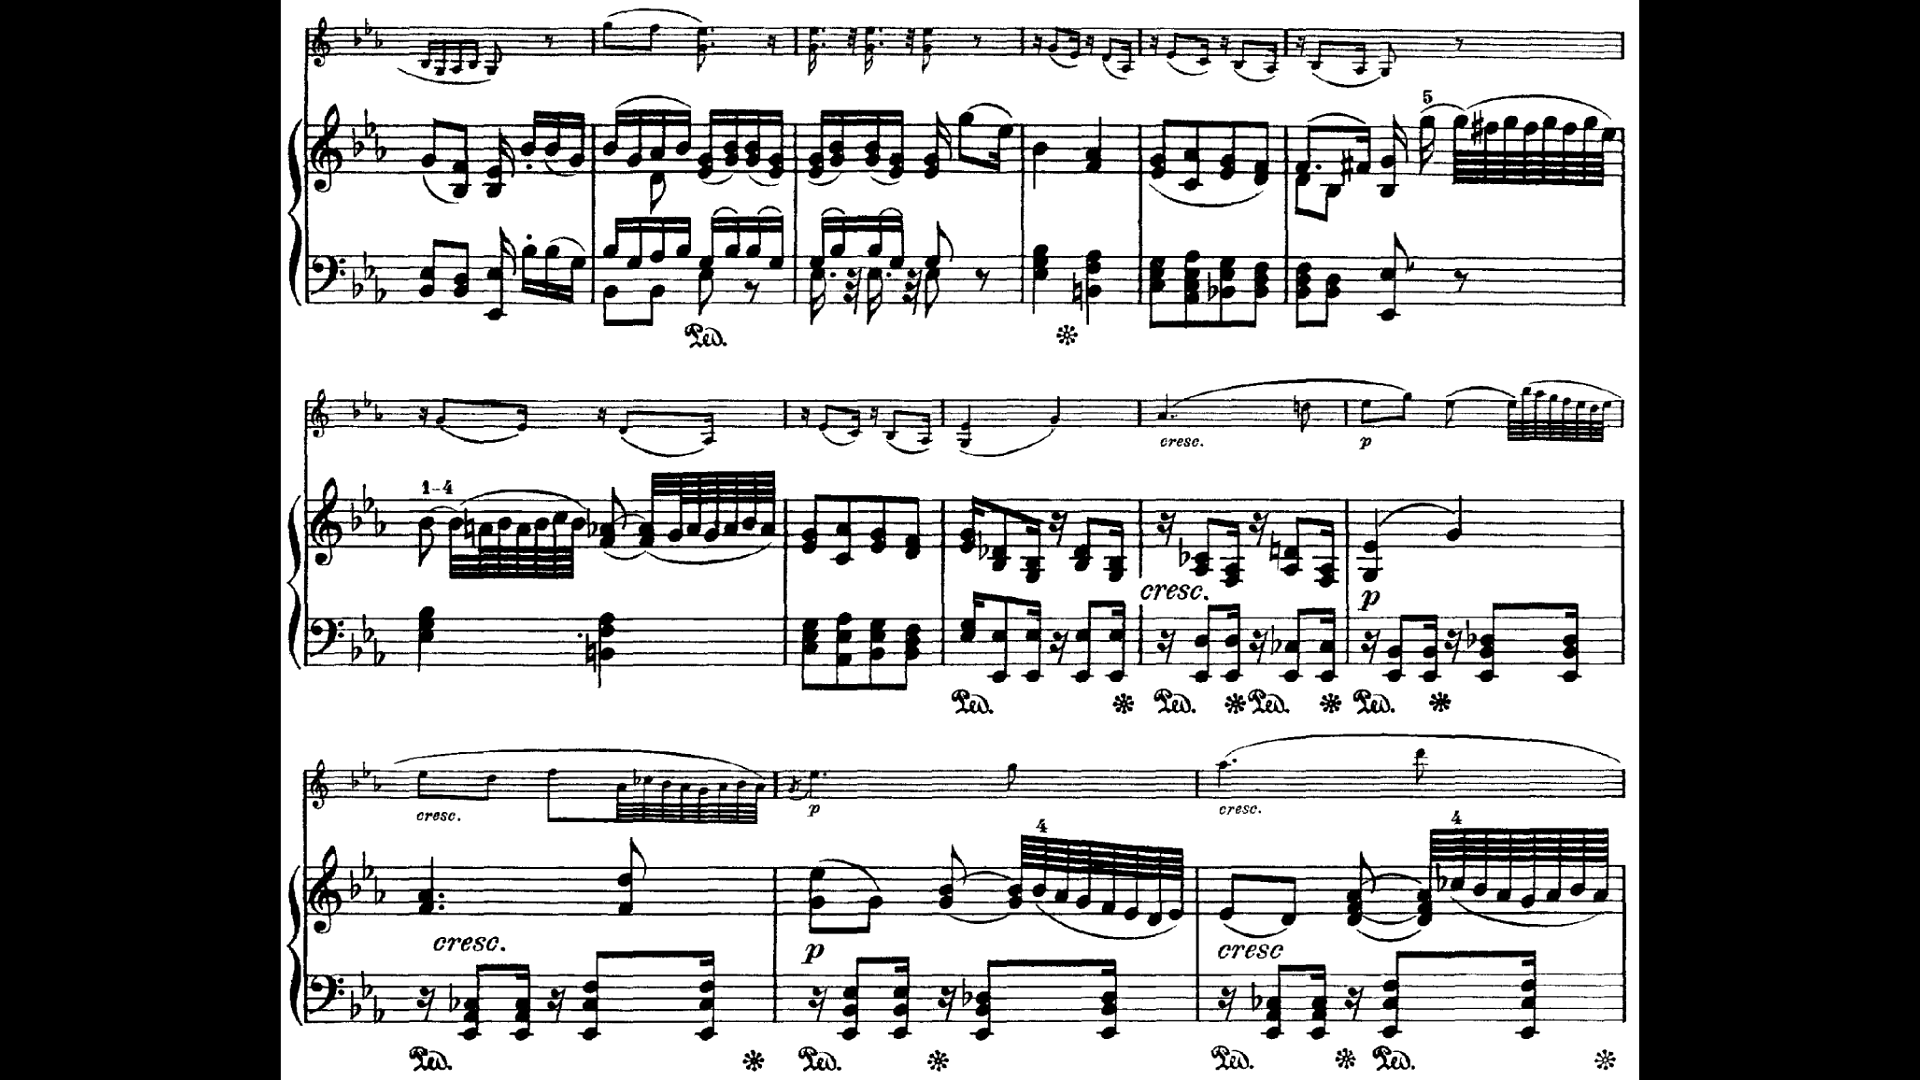 5
Ped. *
1-4
cresc. p
cresc. p
Ped. * Ped. * Ped. * Ped. *
cresc. p cresc.
4 4
cresc. p cresc
Ped. * Ped. * Ped. * Ped. *